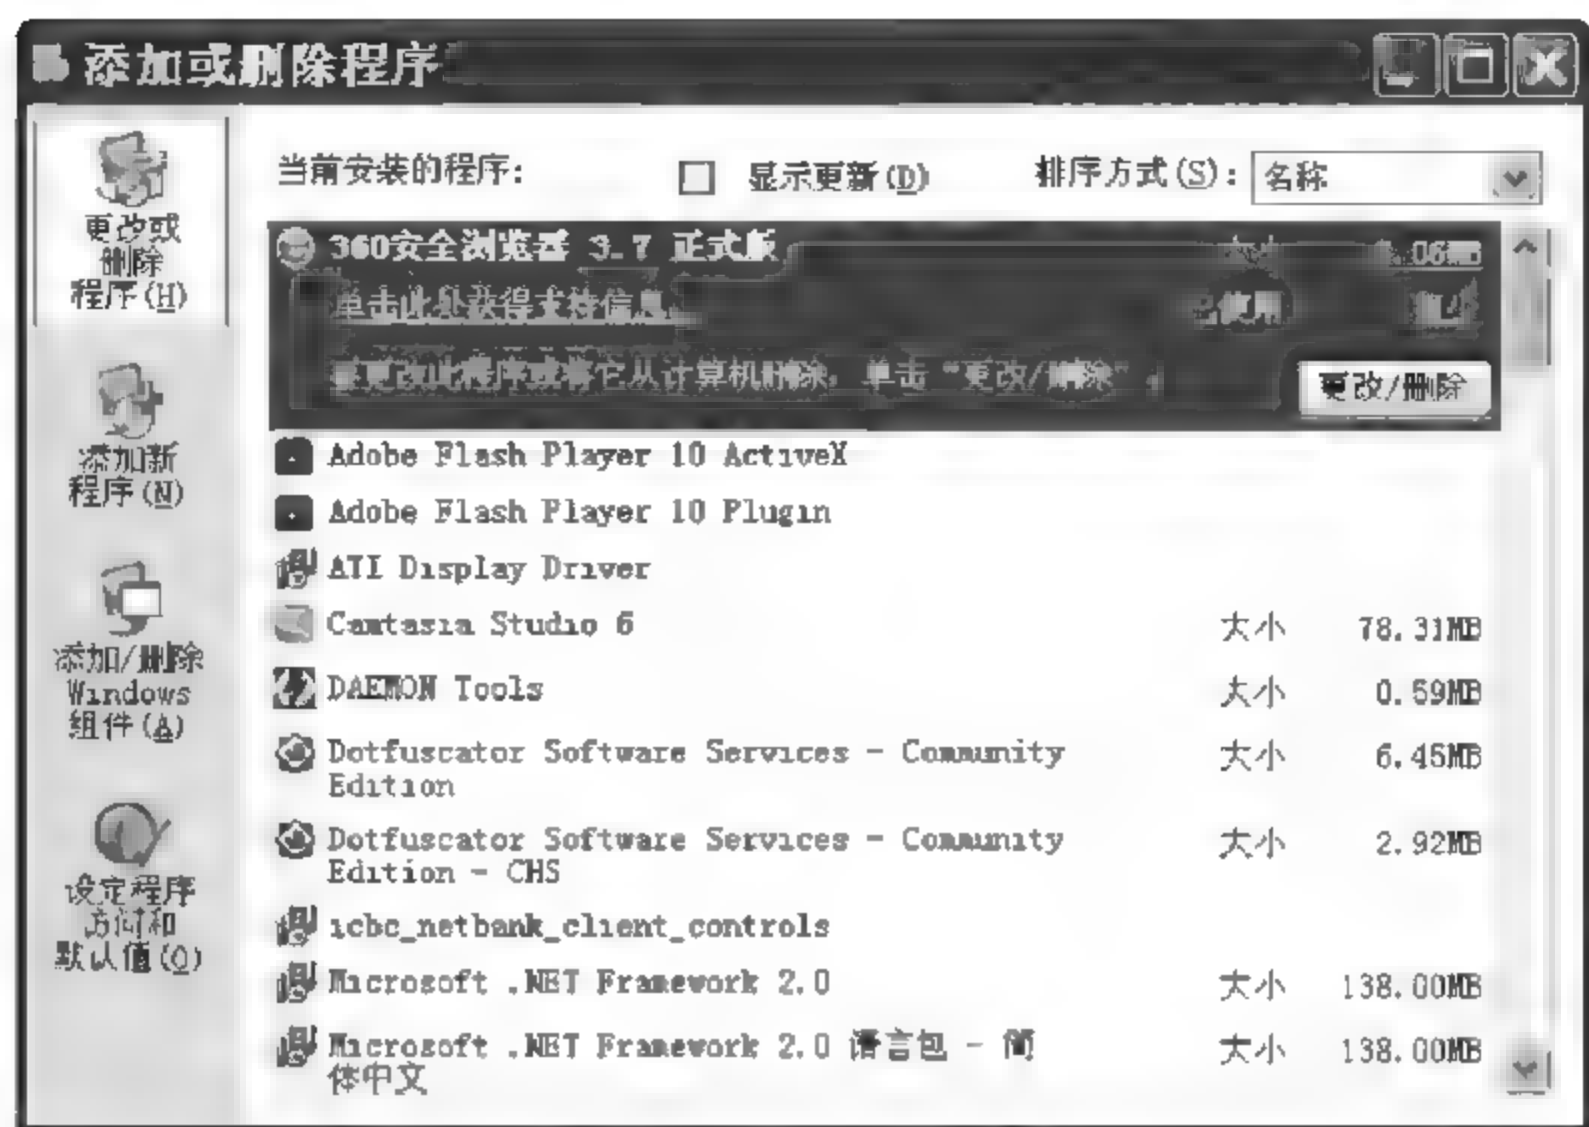 添加或删除程序
更改或
删除
程序(H)
添加新
程序(N)
添加/删除
Windows
组件(A)
设定程序
访问和
默认值(O)
当前安装的程序: 显示更新(D) 排序方式(S): 名称
360安全浏览器 3.7 正式版 大小 06MB
单击此处获得支持信息。 已使用
要更改此程序或将它从计算机删除，单击“更改/删除”。
更改/删除
Adobe Flash Player 10 ActiveX
Adobe Flash Player 10 Plugin
ATI Display Driver
Camtasia Studio 6 大小 78.31MB
DAEMON Tools 大小 0.59MB
Dotfuscator Software Services - Community 大小 6.45MB
Edition
Dotfuscator Software Services - Community 大小 2.92MB
Edition - CHS
icbc_netbank_client_controls
Microsoft .NET Framework 2.0 大小 138.00MB
Microsoft .NET Framework 2.0 语言包 - 简 大小 138.00MB
体中文